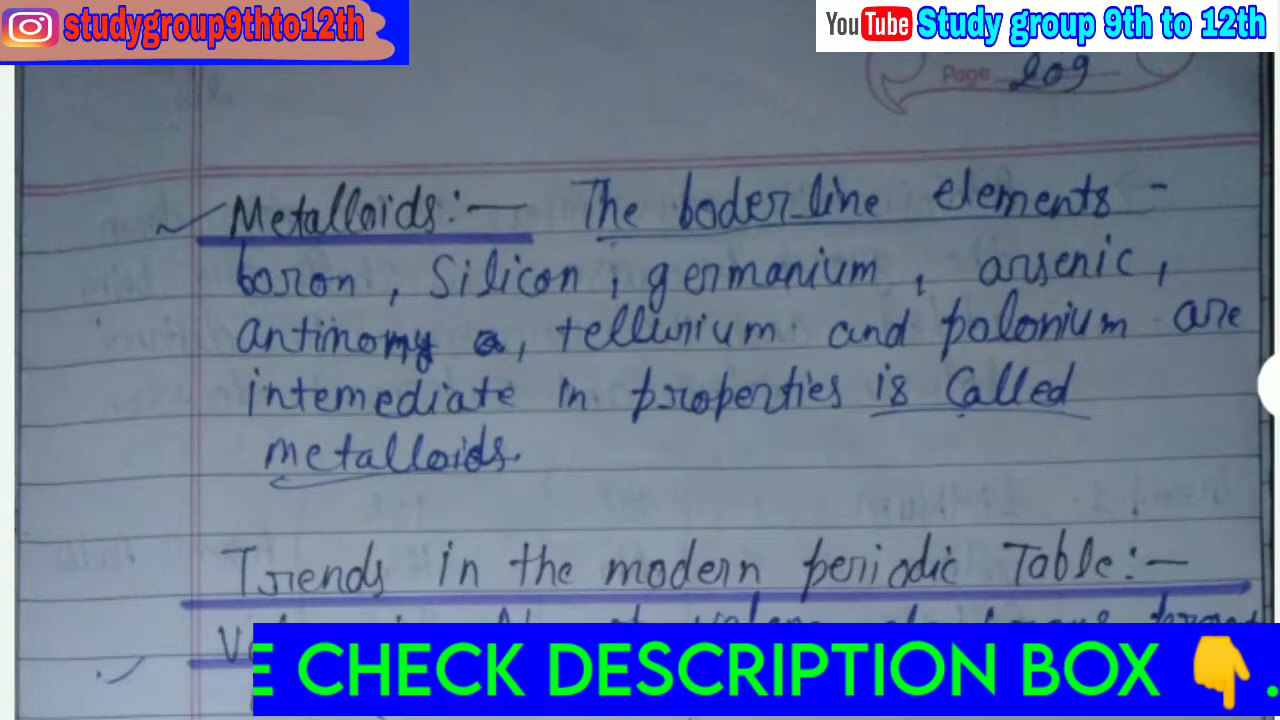 studygroup9thto12th
YouTube Study group 9th to 12th
Page 209
Metalloids:— The boder-line elements -
boron, Silicon, germanium, arsenic,
antimony a, tellurium and polonium are
intemediate in properties is called
metalloids.
Trends in the modern periodic Table:—
E CHECK DESCRIPTION BOX 👇.